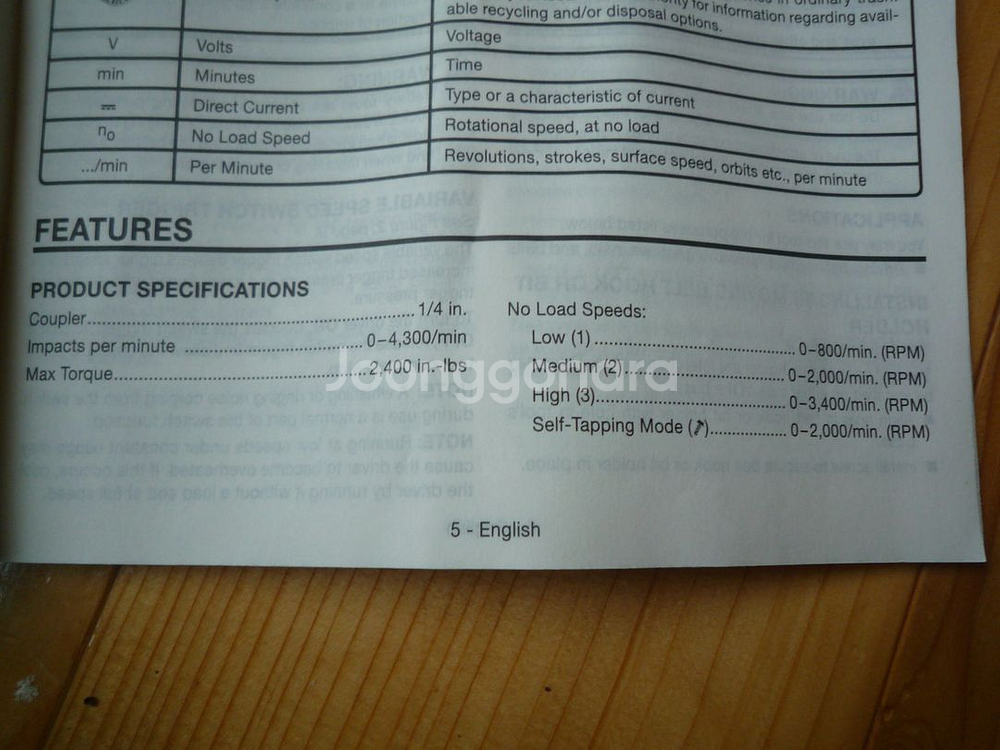 for information regarding avail-
able recycling and/or disposal options.
V Volts Voltage
min Minutes Time
⎓ Direct Current Type or a characteristic of current
n₀ No Load Speed Rotational speed, at no load
.../min Per Minute Revolutions, strokes, surface speed, orbits etc., per minute
FEATURES
PRODUCT SPECIFICATIONS
Coupler.................................................................. 1/4 in.
Impacts per minute .................................... 0–4,300/min
Max Torque.................................................... 2,400 in.-lbs
No Load Speeds:
Low (1) .......................................... 0–800/min. (RPM)
Medium (2) ................................. 0–2,000/min. (RPM)
High (3)........................................ 0–3,400/min. (RPM)
Self-Tapping Mode ( )................ 0–2,000/min. (RPM)
Joonggonara
5 - English